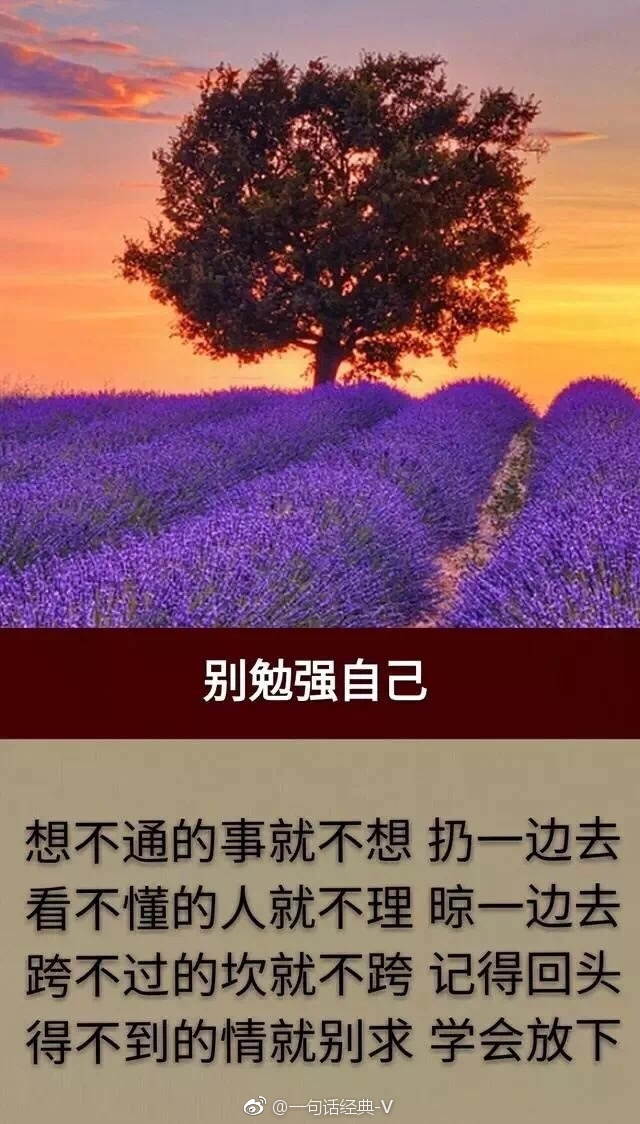 别勉强自己
想不通的事就不想 扔一边去
看不懂的人就不理 晾一边去
跨不过的坎就不跨 记得回头
得不到的情就别求 学会放下
@一句话经典-V